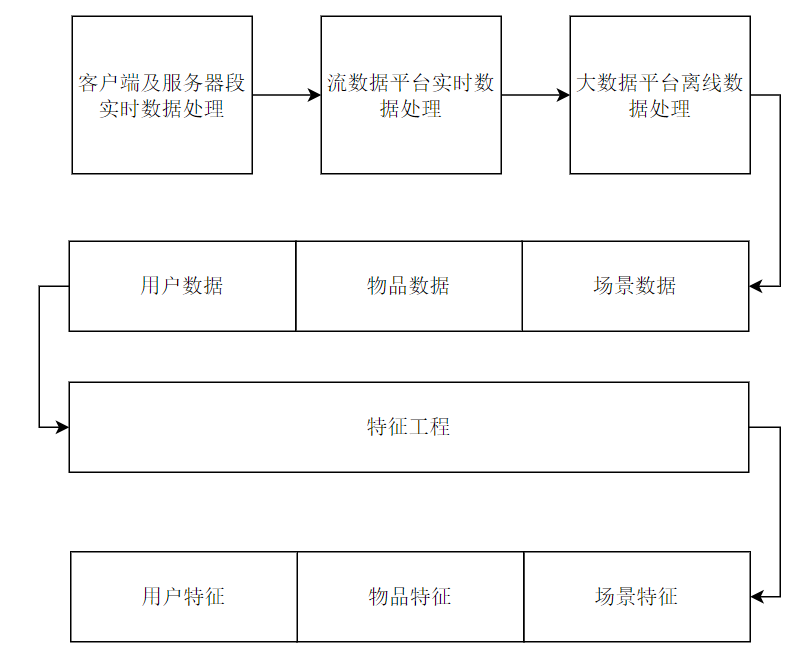 客户端及服务器段
实时数据处理
流数据平台实时数
据处理
大数据平台离线数
据处理
用户数据
物品数据
场景数据
特征工程
用户特征
物品特征
场景特征